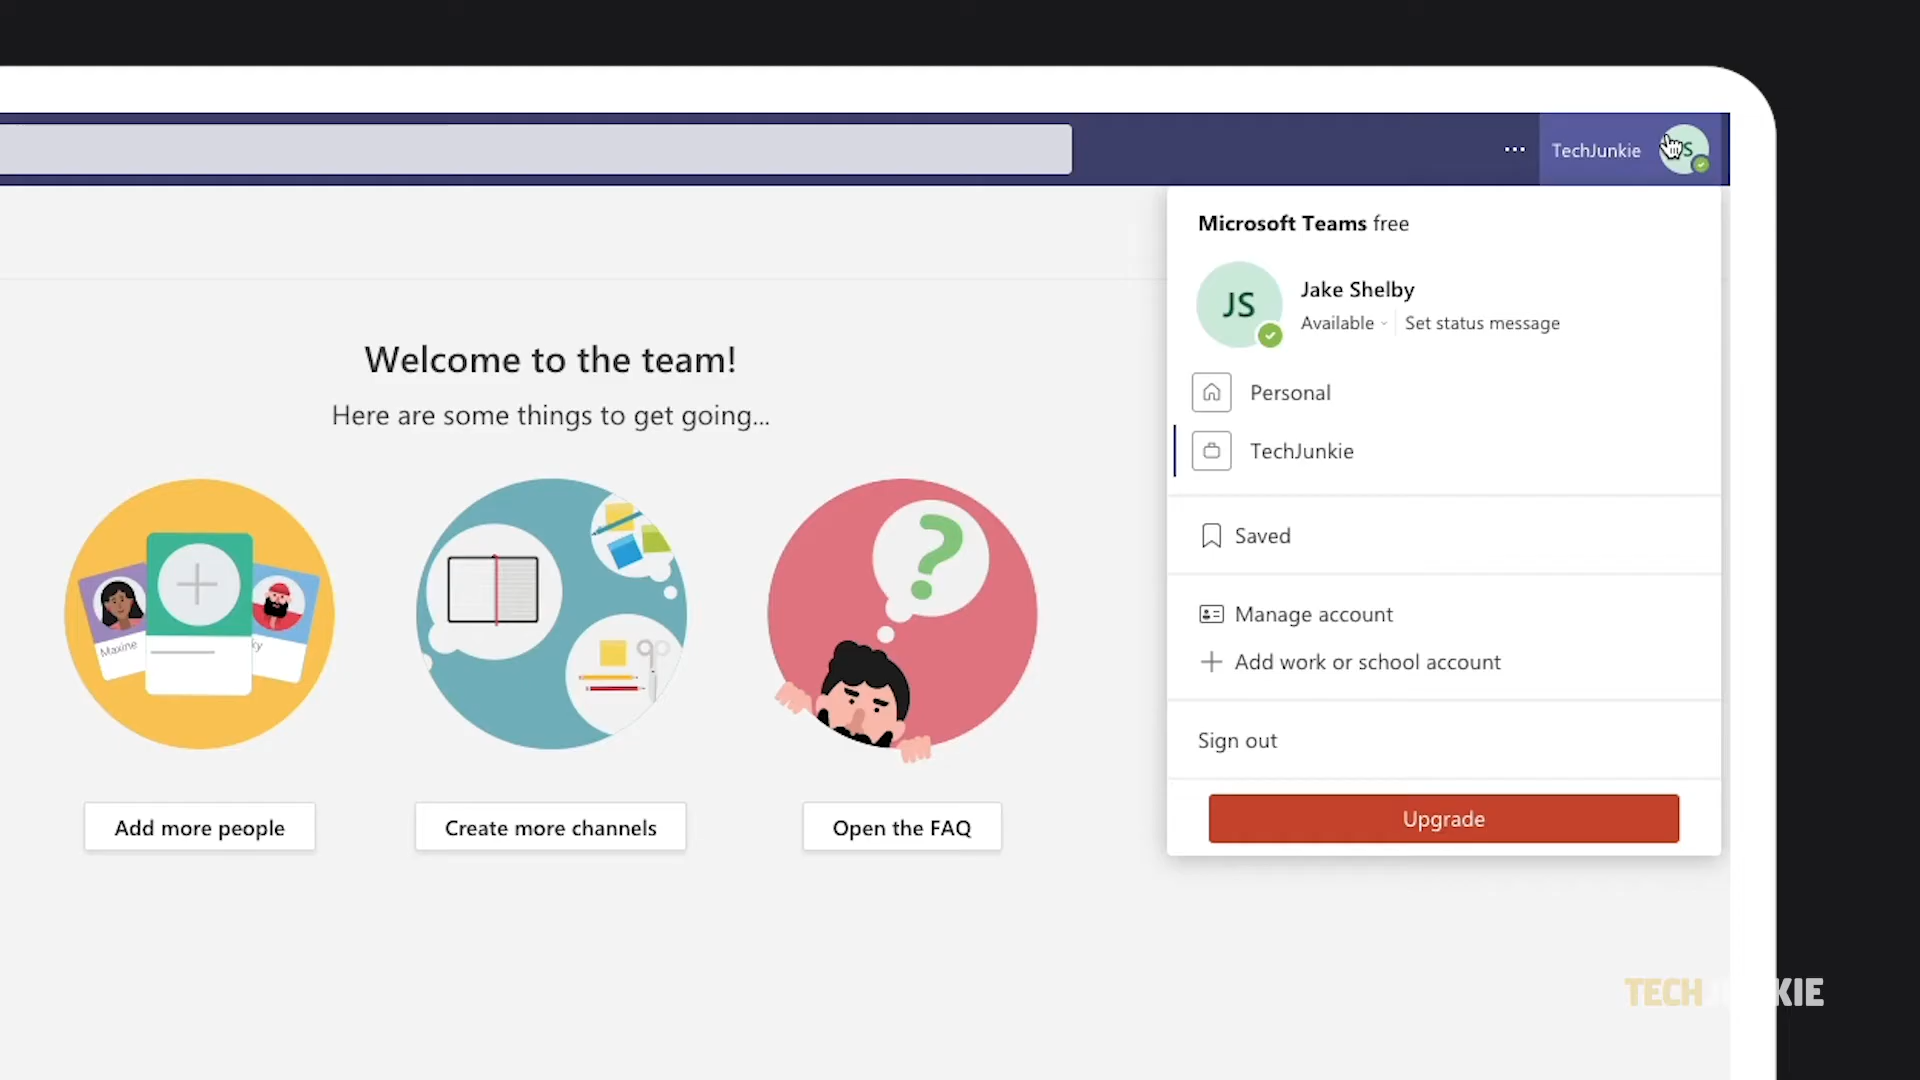 ... TechJunkie JS
Microsoft Teams free
JS Jake Shelby
Available Set status message
Personal
TechJunkie
Saved
Manage account
Add work or school account
Sign out
Upgrade
Welcome to the team!
Here are some things to get going...
Maxine
ky
?
Add more people
Create more channels
Open the FAQ